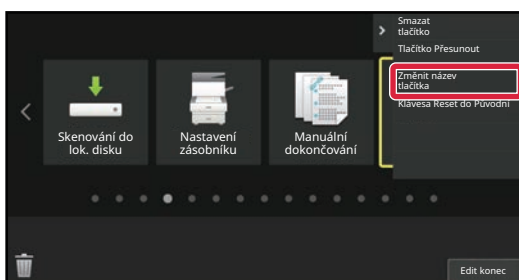 Smazat
tlačítko
Tlačítko Přesunout
Změnit název
tlačítka
Klávesa Reset do Původní
Skenování do
lok. disku
Nastavení
zásobníku
Manuální
dokončování
Edit konec